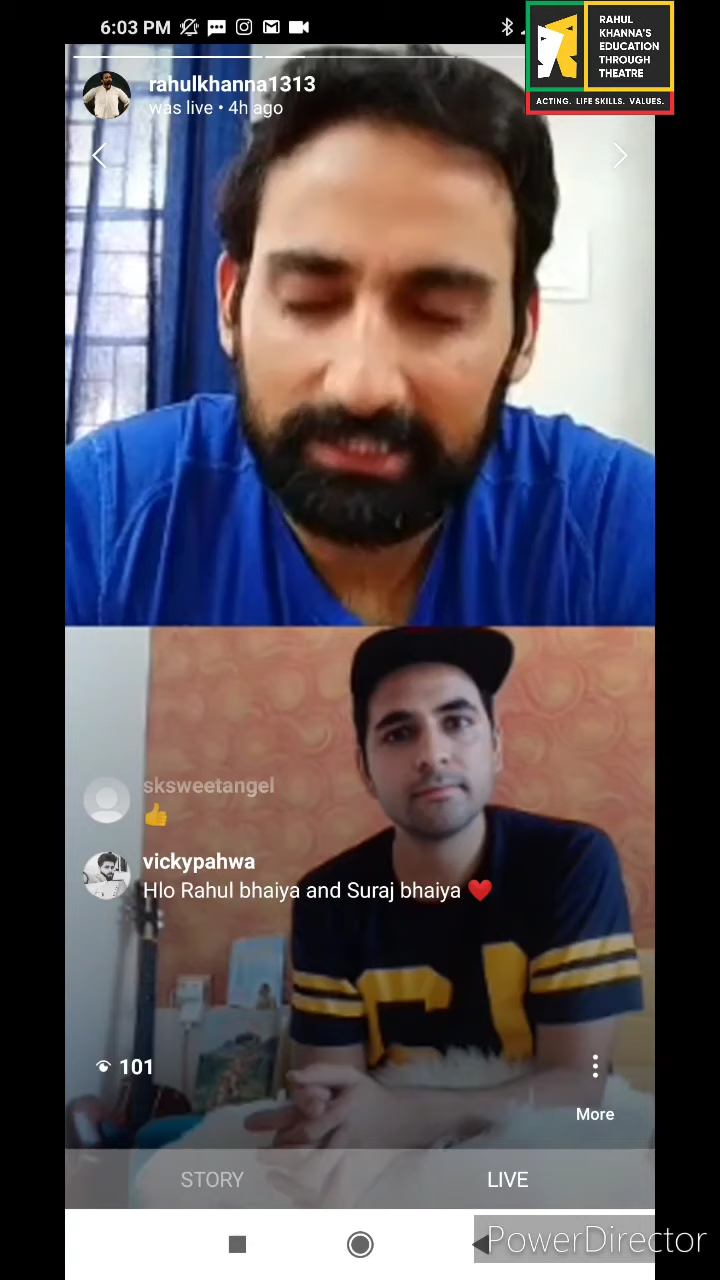 6:03 PM
RAHUL
KHANNA'S
EDUCATION
THROUGH
THEATRE
ACTING. LIFE SKILLS. VALUES.
rahulkhanna1313
was live • 4h ago
sksweetangel
👍
vickypahwa
Hlo Rahul bhaiya and Suraj bhaiya ❤️
101
More
STORY
LIVE
PowerDirector